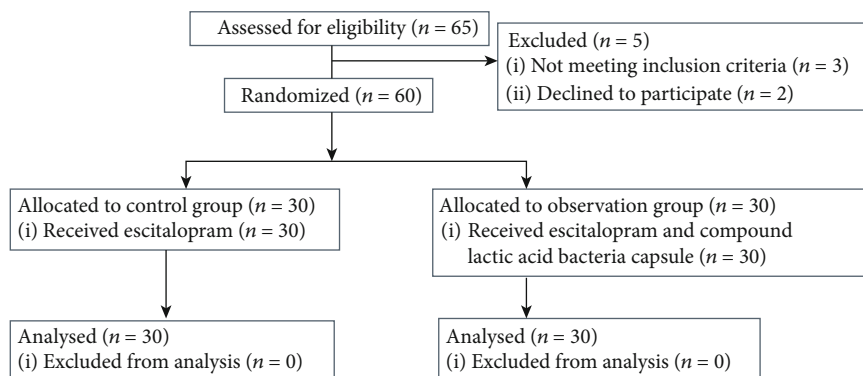 Assessed for eligibility (n = 65)
Excluded (n = 5)
(i) Not meeting inclusion criteria (n = 3)
(ii) Declined to participate (n = 2)
Randomized (n = 60)
Allocated to control group (n = 30)
(i) Received escitalopram (n = 30)
Allocated to observation group (n = 30)
(i) Received escitalopram and compound
lactic acid bacteria capsule (n = 30)
Analysed (n = 30)
(i) Excluded from analysis (n = 0)
Analysed (n = 30)
(i) Excluded from analysis (n = 0)